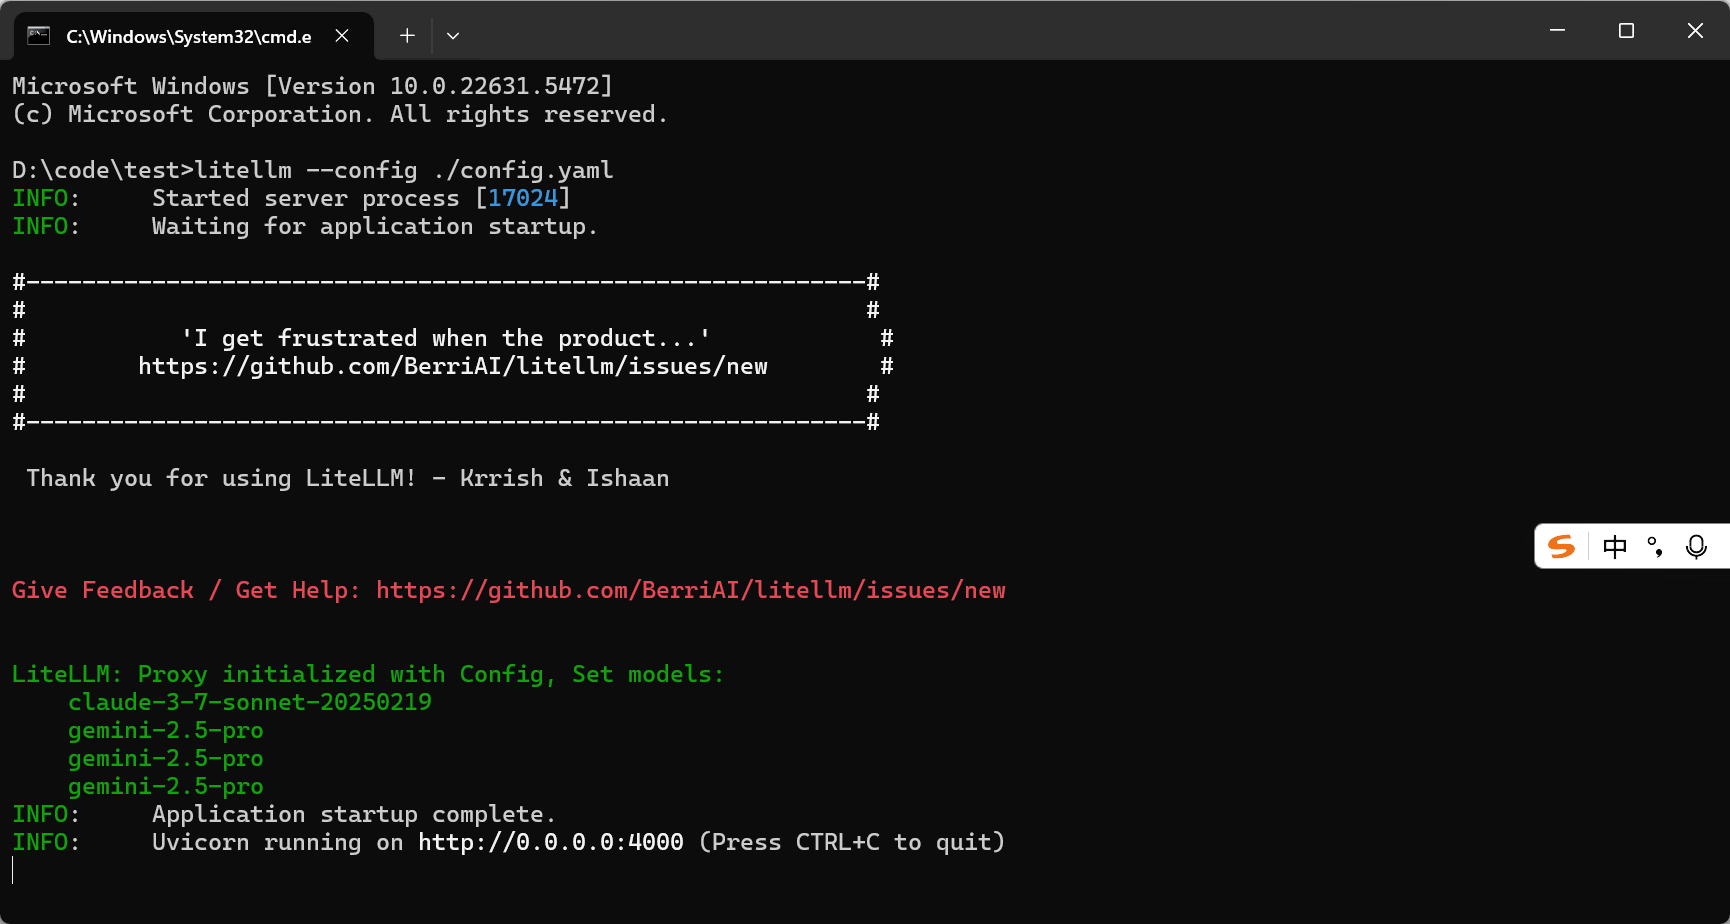 C:\Windows\System32\cmd.e
Microsoft Windows [Version 10.0.22631.5472]
(c) Microsoft Corporation. All rights reserved.
D:\code\test>litellm --config ./config.yaml
INFO:     Started server process [17024]
INFO:     Waiting for application startup.
#------------------------------------------------------------#
#                                                            #
#           'I get frustrated when the product...'            #
#        https://github.com/BerriAI/litellm/issues/new        #
#                                                            #
#------------------------------------------------------------#
Thank you for using LiteLLM! - Krrish & Ishaan
Give Feedback / Get Help: https://github.com/BerriAI/litellm/issues/new
LiteLLM: Proxy initialized with Config, Set models:
claude-3-7-sonnet-20250219
gemini-2.5-pro
gemini-2.5-pro
gemini-2.5-pro
INFO:     Application startup complete.
INFO:     Uvicorn running on http://0.0.0.0:4000 (Press CTRL+C to quit)
中